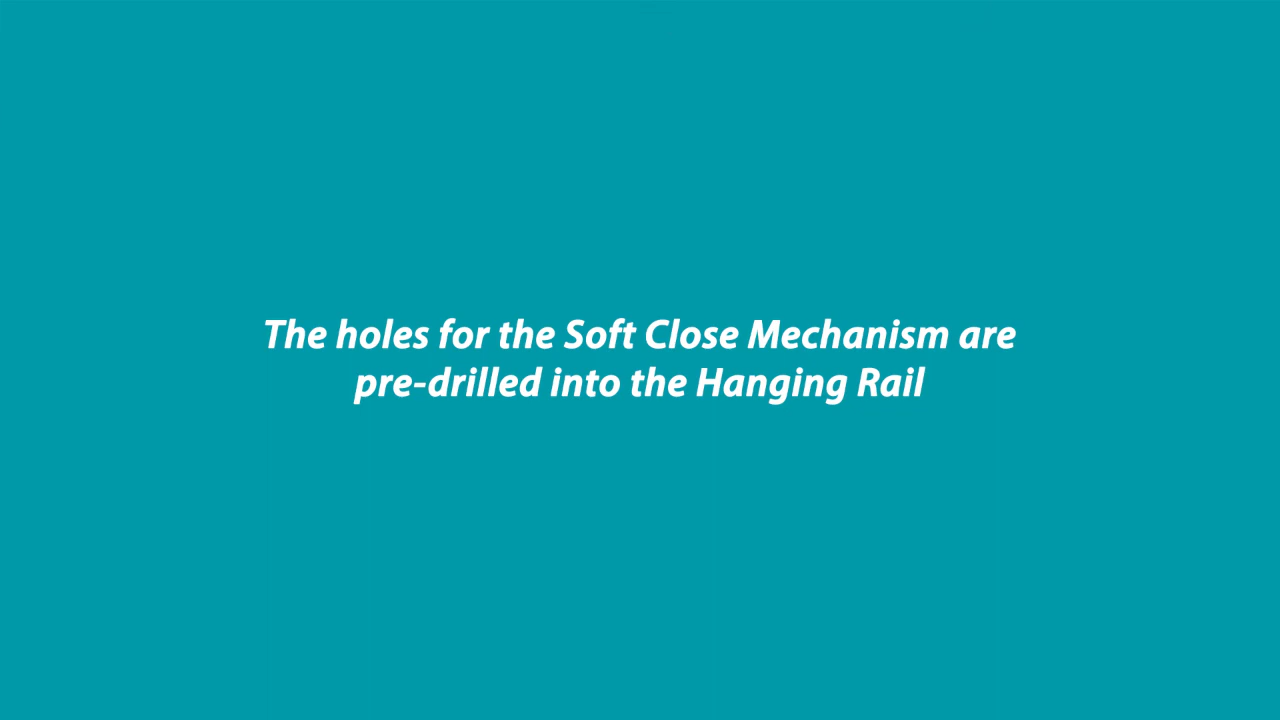 The holes for the Soft Close Mechanism are
pre-drilled into the Hanging Rail